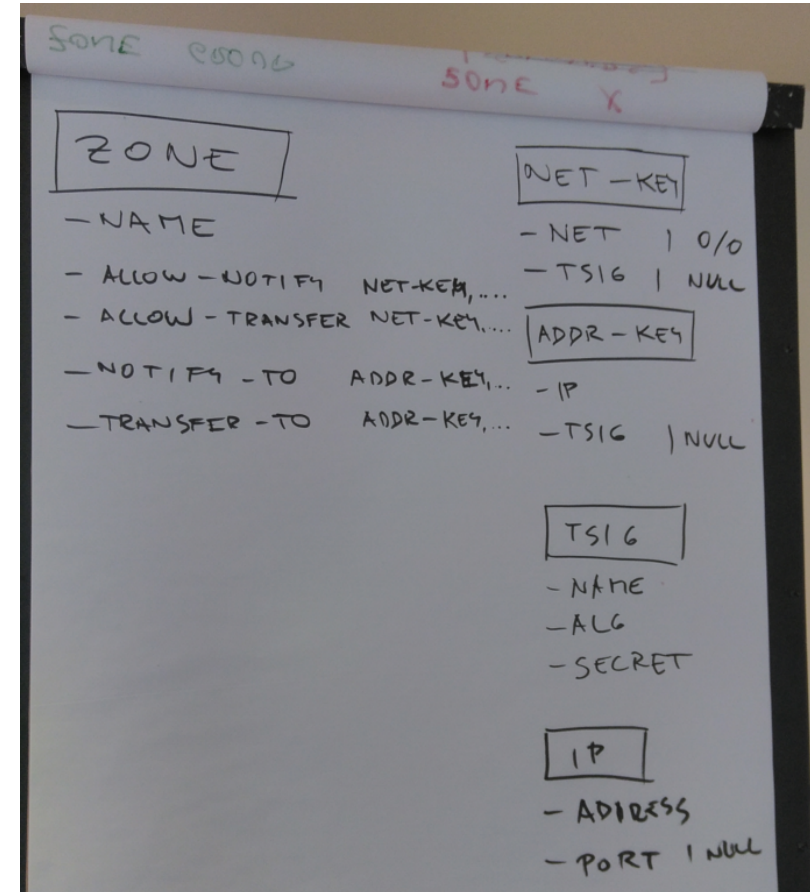 SOME
SOME X
ZONE
- NAME
- ALLOW-NOTIFY NET-KEY,....
- ALLOW-TRANSFER NET-KEY,....
- NOTIFY-TO ADDR-KEY,...
- TRANSFER-TO ADDR-KEY,...
NET-KEY
- NET | 0/0
- TSIG | NULL
ADDR-KEY
- IP
- TSIG | NULL
TSIG
- NAME
- ALG
- SECRET
IP
- ADDRESS
- PORT | NULL